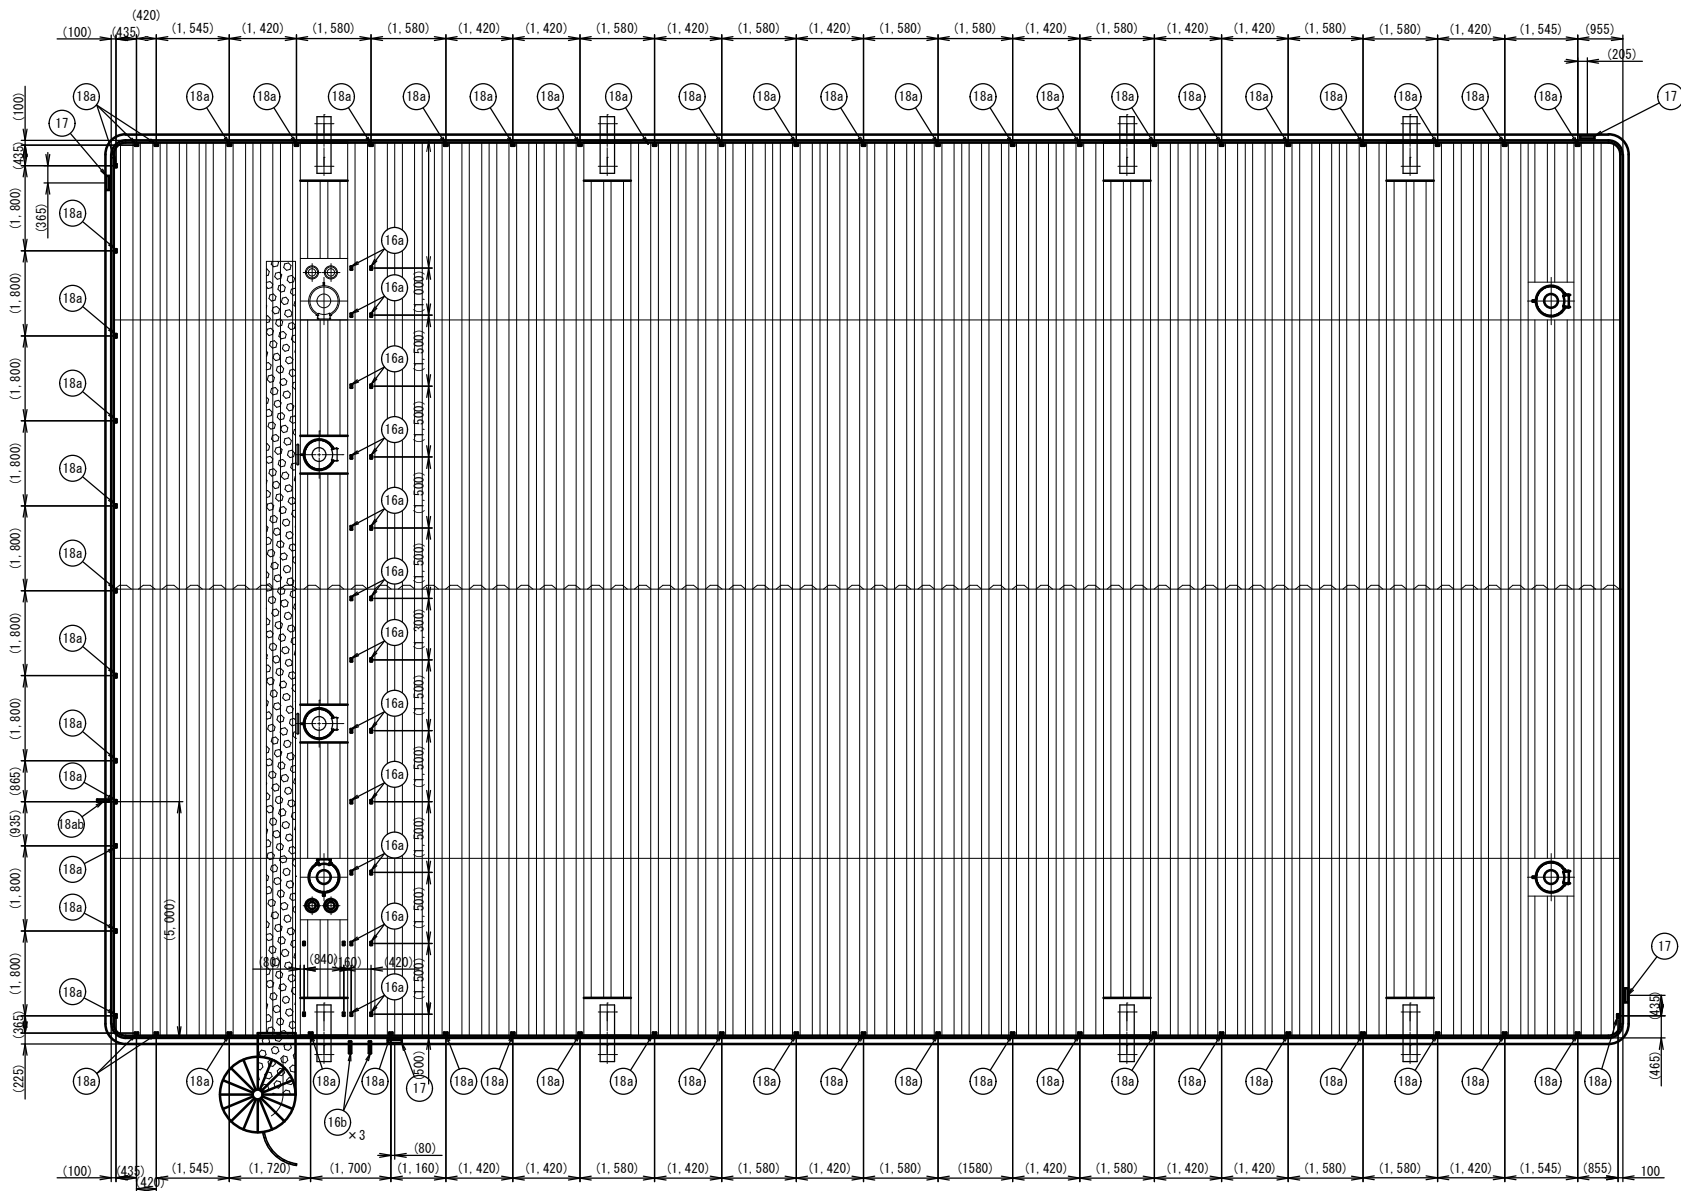 (420)
(100) (435) (1,545) (1,420) (1,580) (1,580) (1,420) (1,420) (1,580) (1,420) (1,580) (1,420) (1,580) (1,580) (1,420) (1,580) (1,420) (1,420) (1,580) (1,580) (1,420) (1,545) (955)
(205)
18a 18a 18a 18a 18a 18a 18a 18a 18a 18a 18a 18a 18a 18a 18a 18a 18a 18a 18a 18a 18a 17
(100)
17
(435)
(1,800)
(365)
18a
16a
(1,800)
16a
(1,000)
18a
(1,500)
16a
(1,800)
18a
16a
(1,500)
(1,800)
18a
16a
(1,500)
(1,800)
18a
16a
(1,500)
(1,300)
16a
18a
(1,800)
16a
(1,500)
(1,800)
18a
16a
18a
(1,500)
(865)
18ab
(935)
16a
(1,500)
18a
(1,800)
18a
(5,000)
16a
(1,500)
17
(80) (840) (160) (420)
(1,800)
16a
(1,500)
18a
(435)
(365)
(500)
(465)
(225)
18a 18a 18a 18a 17 18a 18a 18a 18a 18a 18a 18a 18a 18a 18a 18a 18a 18a 18a 18a 18a 18a 18a
16b
×3
(80)
(100) (435) (1,545) (1,720) (1,700) (1,160) (1,420) (1,420) (1,580) (1,420) (1,580) (1,420) (1,580) (1580) (1,420) (1,580) (1,420) (1,420) (1,580) (1,580) (1,420) (1,545) (855) 100
(420)